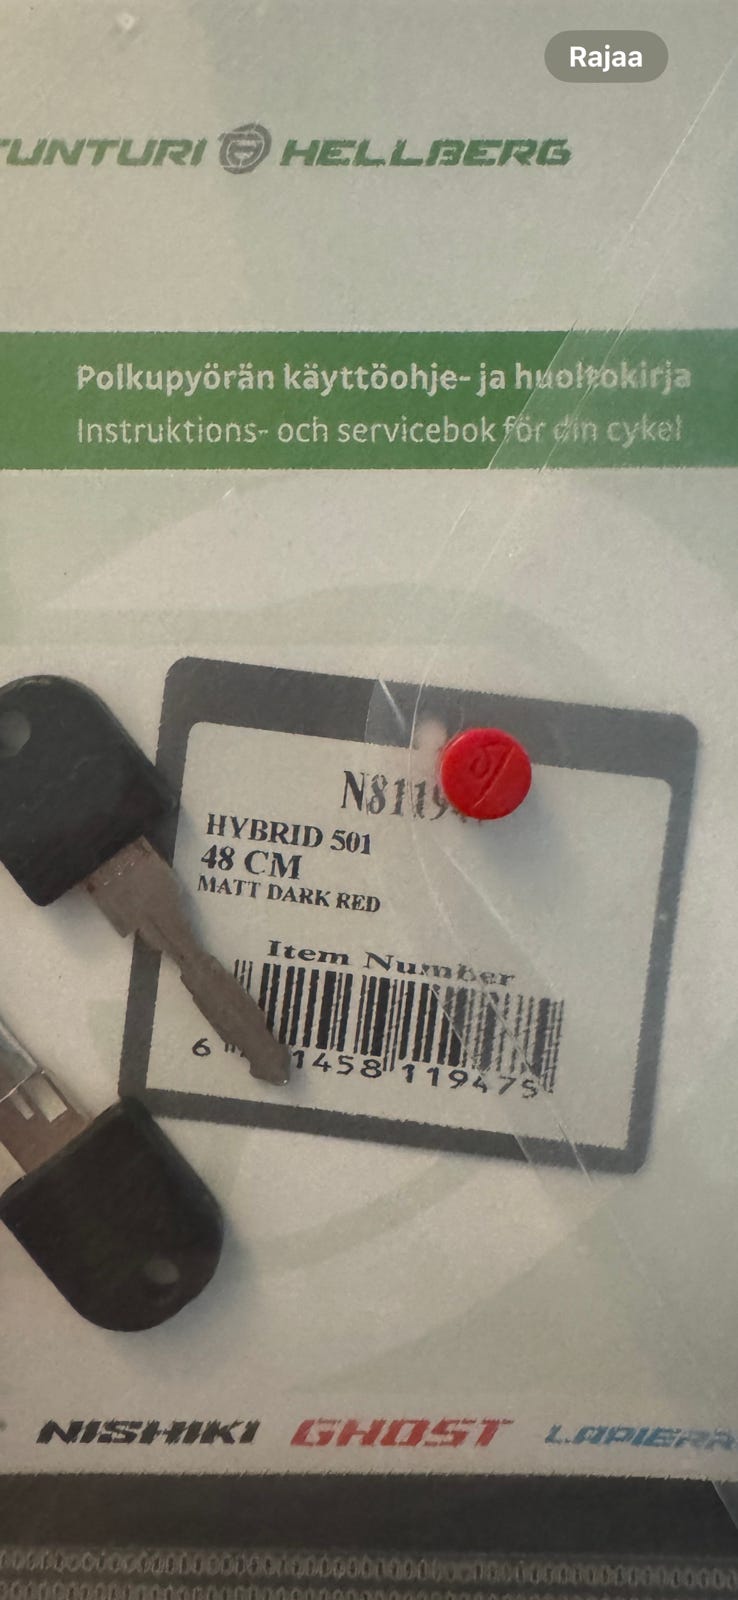 Rajaa
TUNTURI HELLBERG
Polkupyörän käyttöohje- ja huoltokirja
Instruktions- och servicebok för din cykel
HYBRID 501
48 CM
MATT DARK RED
Item Number
NISHIKI GHOST